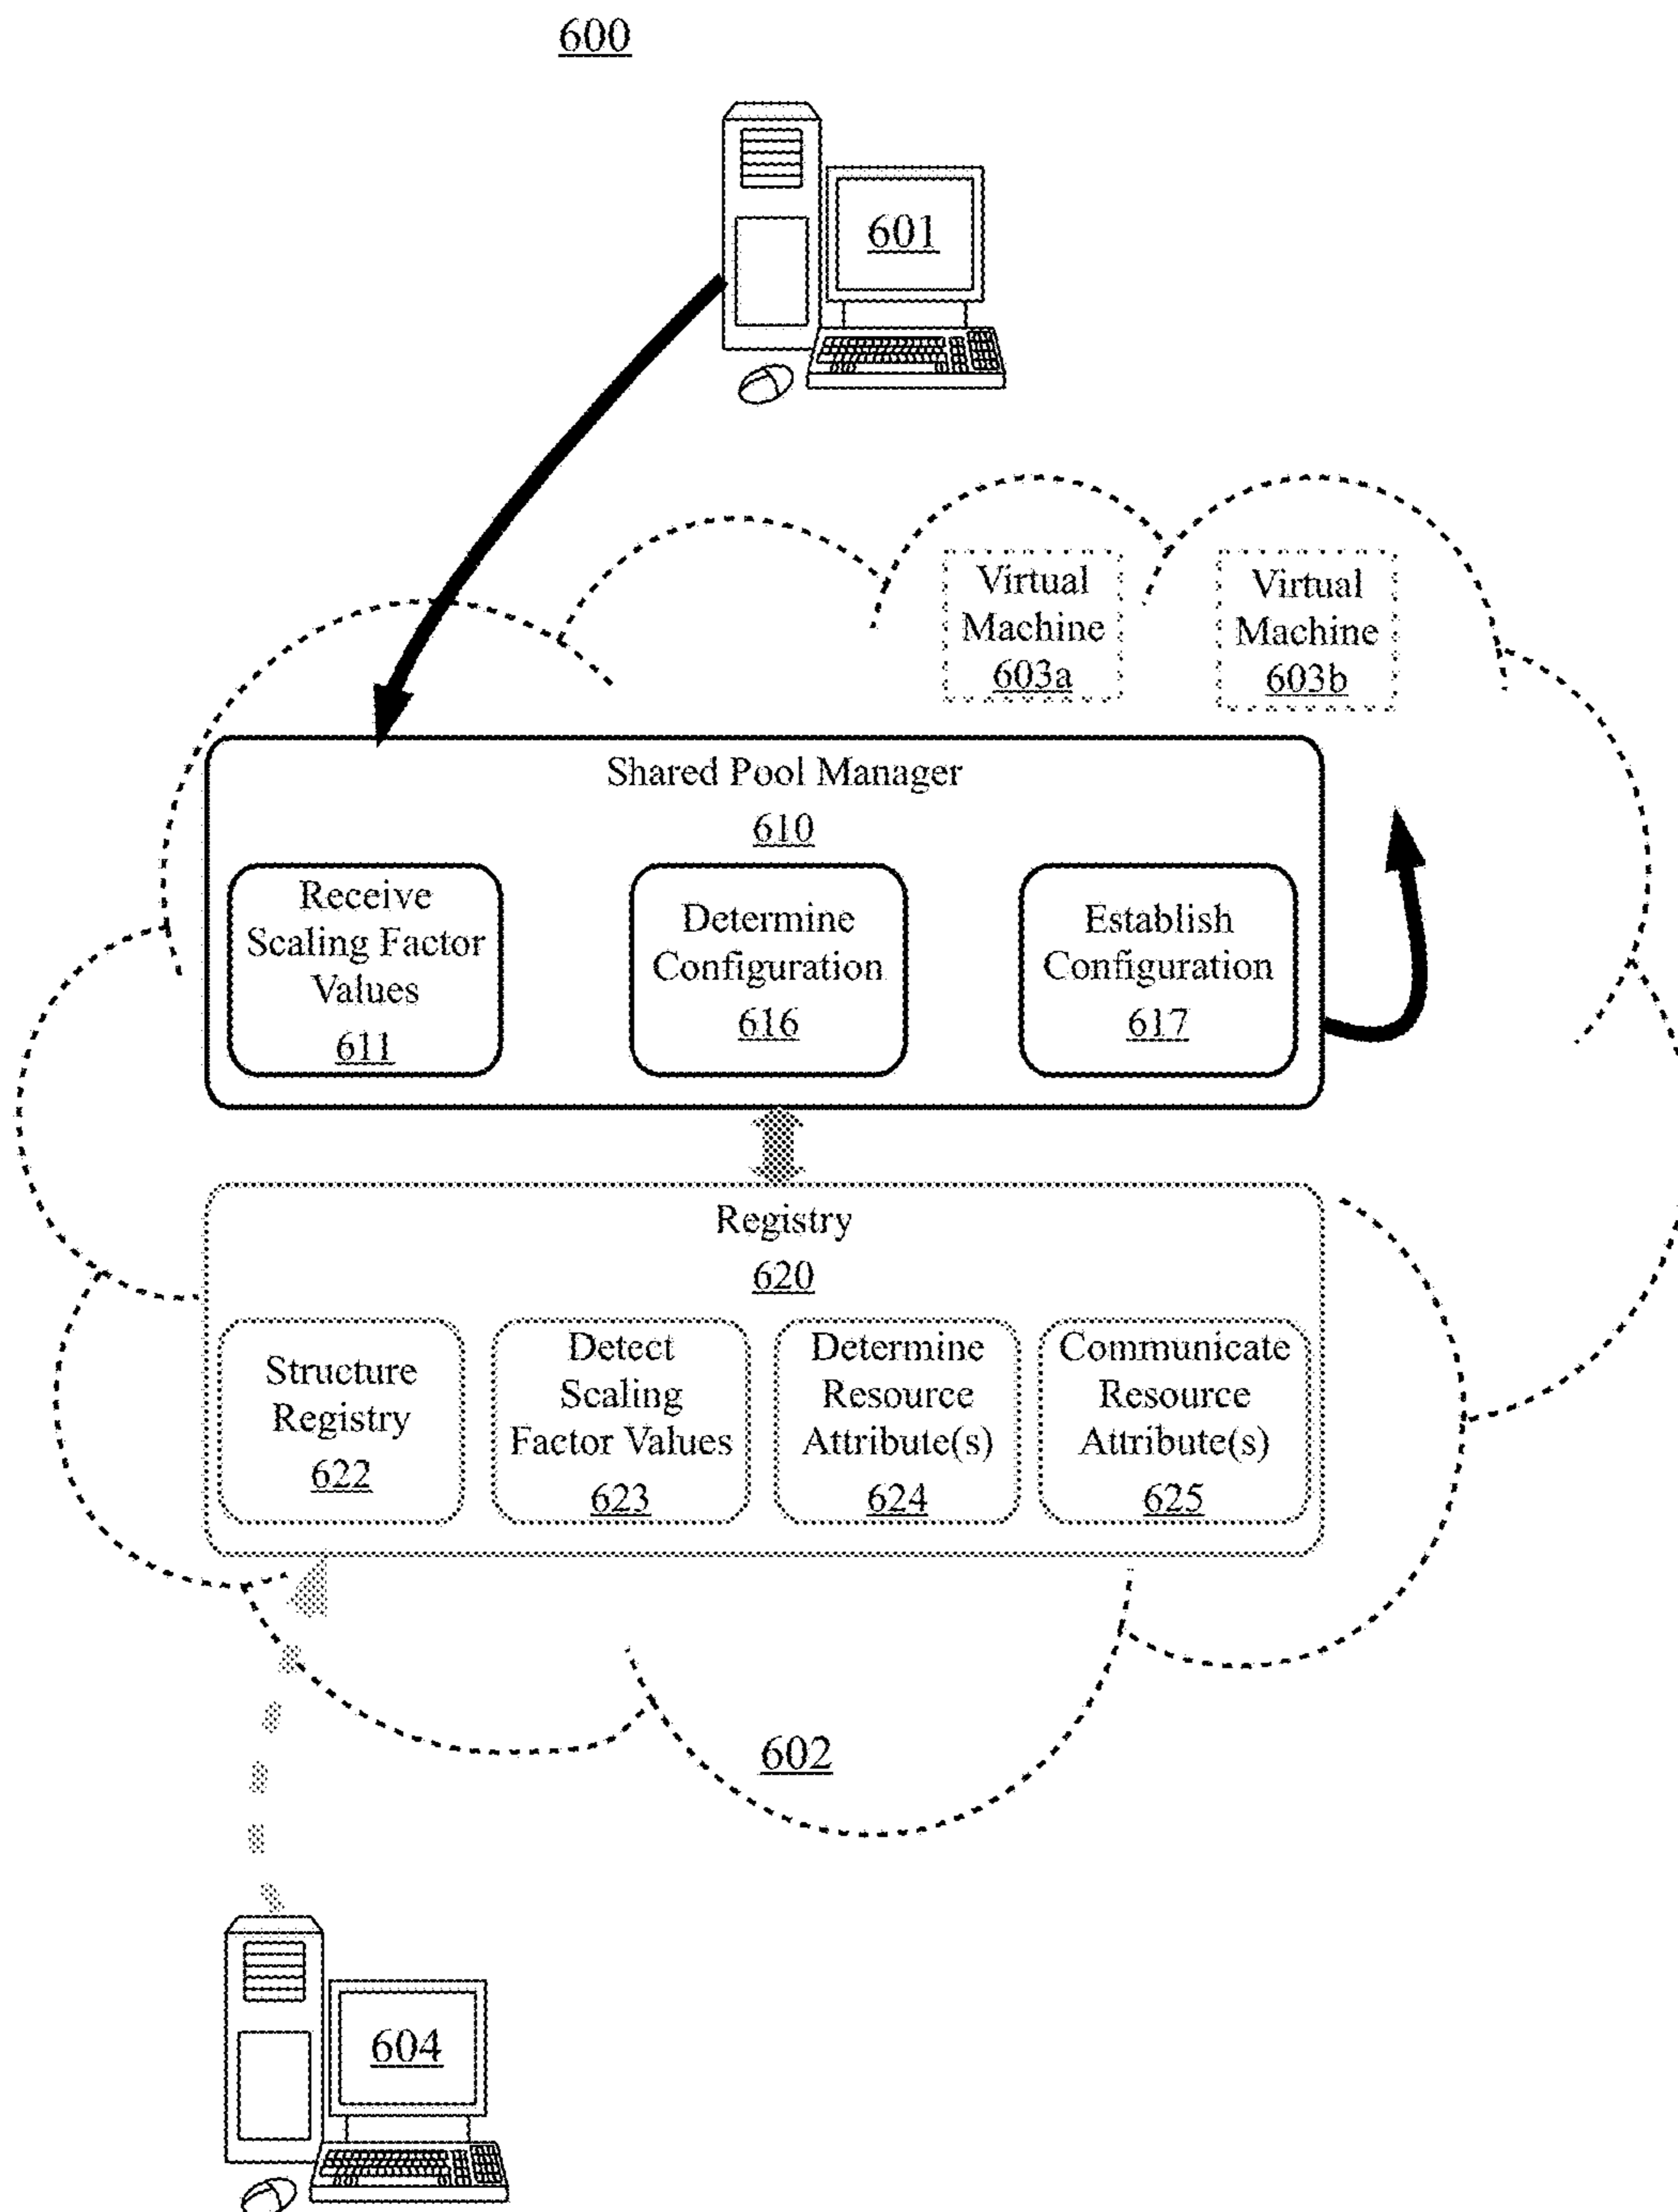 600
601
Virtual
Machine
603a
Virtual
Machine
603b
Shared Pool Manager
610
Receive
Scaling Factor
Values
611
Determine
Configuration
616
Establish
Configuration
617
Registry
620
Structure
Registry
622
Detect
Scaling
Factor Values
623
Determine
Resource
Attribute(s)
624
Communicate
Resource
Attribute(s)
625
602
604